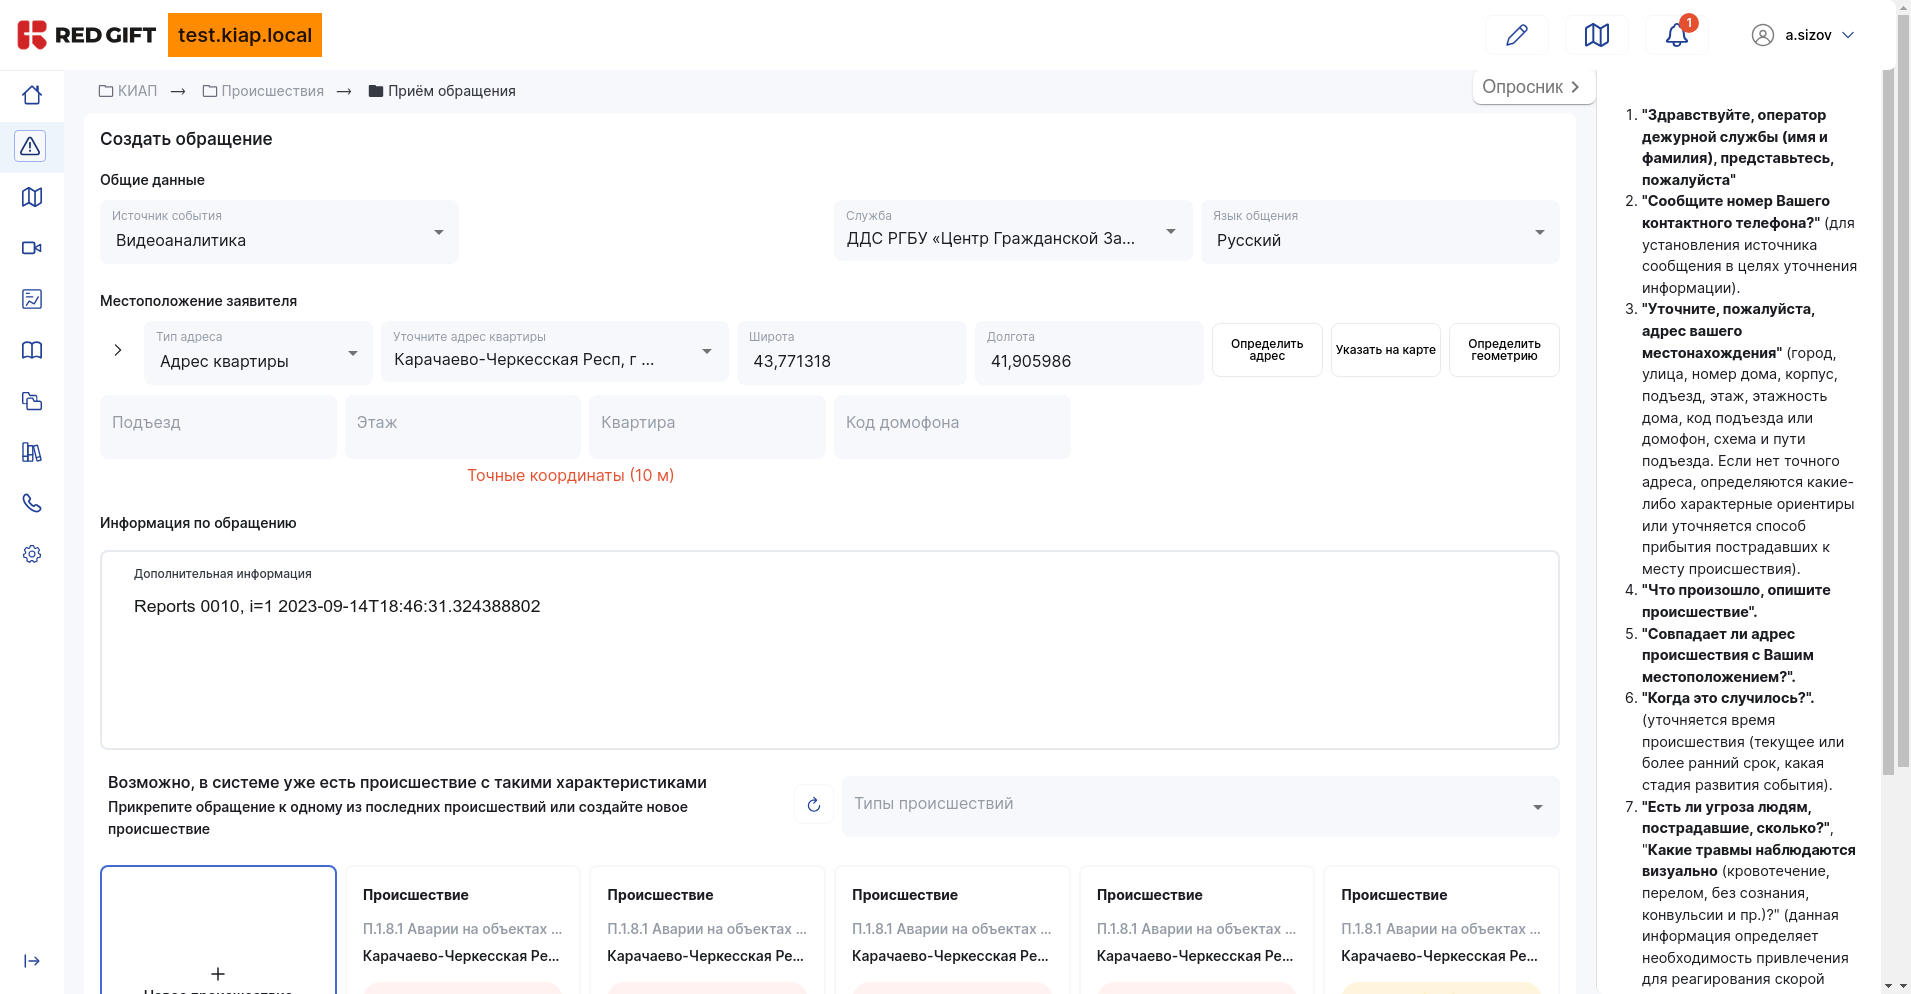 RED GIFT
test.kiap.local
1
a.sizov
КИАП → Происшествия → Приём обращения
Опросник
Создать обращение
Общие данные
Источник события
Видеоаналитика
Служба
ДДС РГБУ «Центр Гражданской За...
Язык общения
Русский
Местоположение заявителя
Тип адреса
Адрес квартиры
Уточните адрес квартиры
Карачаево-Черкесская Респ, г ...
Широта
43,771318
Долгота
41,905986
Определить
адрес
Указать на карте
Определить
геометрию
Подъезд
Этаж
Квартира
Код домофона
Точные координаты (10 м)
Информация по обращению
Дополнительная информация
Reports 0010, i=1 2023-09-14T18:46:31.324388802
Возможно, в системе уже есть происшествие с такими характеристиками
Прикрепите обращение к одному из последних происшествий или создайте новое
происшествие
Типы происшествий
Новое происшествие
Происшествие
П.1.8.1 Аварии на объектах ...
Карачаево-Черкесская Ре...
Происшествие
П.1.8.1 Аварии на объектах ...
Карачаево-Черкесская Ре...
Происшествие
П.1.8.1 Аварии на объектах ...
Карачаево-Черкесская Ре...
Происшествие
П.1.8.1 Аварии на объектах ...
Карачаево-Черкесская Ре...
Происшествие
П.1.8.1 Аварии на объектах ...
Карачаево-Черкесская Ре...
1. "Здравствуйте, оператор
дежурной службы (имя и
фамилия), представьтесь,
пожалуйста"
2. "Сообщите номер Вашего
контактного телефона?" (для
установления источника
сообщения в целях уточнения
информации).
3. "Уточните, пожалуйста,
адрес вашего
местонахождения" (город,
улица, номер дома, корпус,
подъезд, этаж, этажность
дома, код подъезда или
домофон, схема и пути
подъезда. Если нет точного
адреса, определяются какие-
либо характерные ориентиры
или уточняется способ
прибытия пострадавших к
месту происшествия).
4. "Что произошло, опишите
происшествие".
5. "Совпадает ли адрес
происшествия с Вашим
местоположением?".
6. "Когда это случилось?".
(уточняется время
происшествия (текущее или
более ранний срок, какая
стадия развития события).
7. "Есть ли угроза людям,
пострадавшие, сколько?",
"Какие травмы наблюдаются
визуально (кровотечение,
перелом, без сознания,
конвульсии и пр.)?" (данная
информация определяет
необходимость привлечения
для реагирования скорой